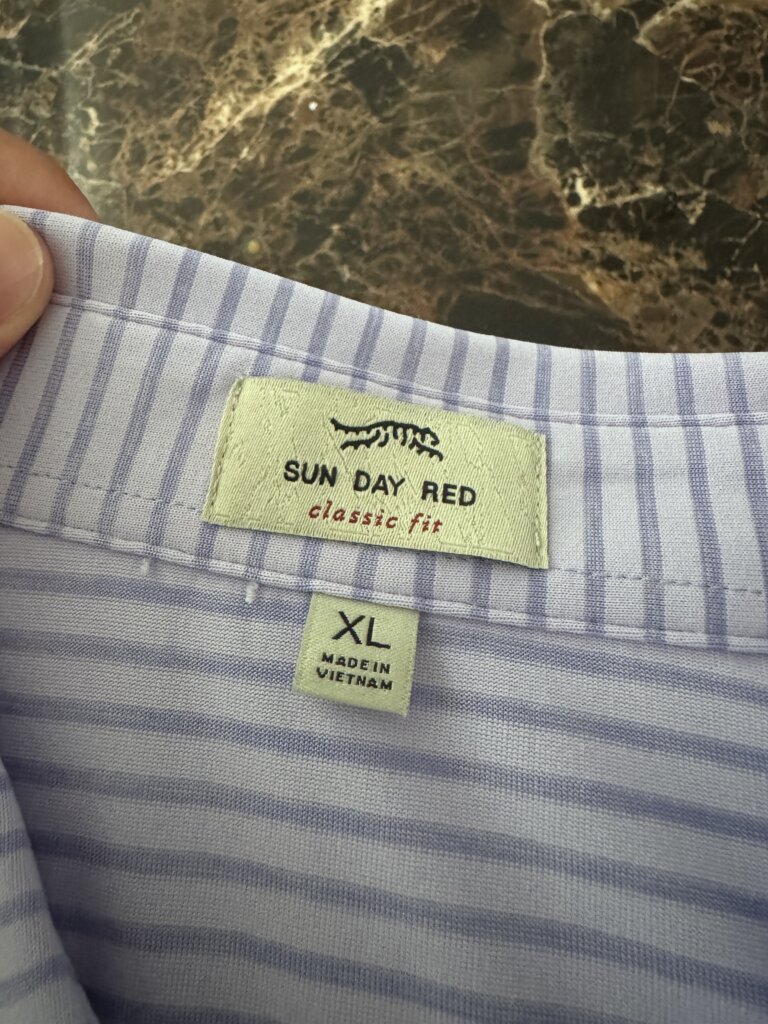 SUN DAY RED
classic fit
XL
MADE IN
VIETNAM